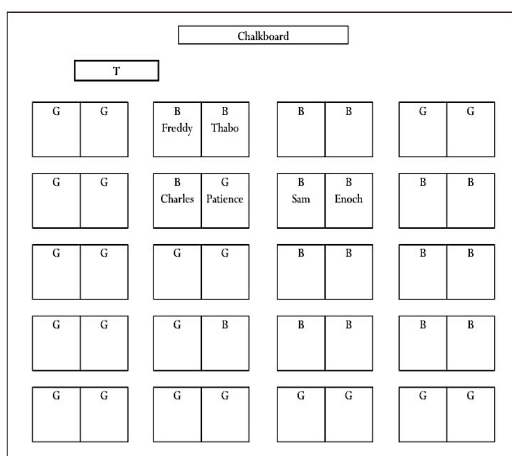 Chalkboard
T
G G B B B B G G
Freddy Thabo
G G B G B B B B
Charles Patience Sam Enoch
G G G G B B B B
G G G B B B B B
G G G G G G G G